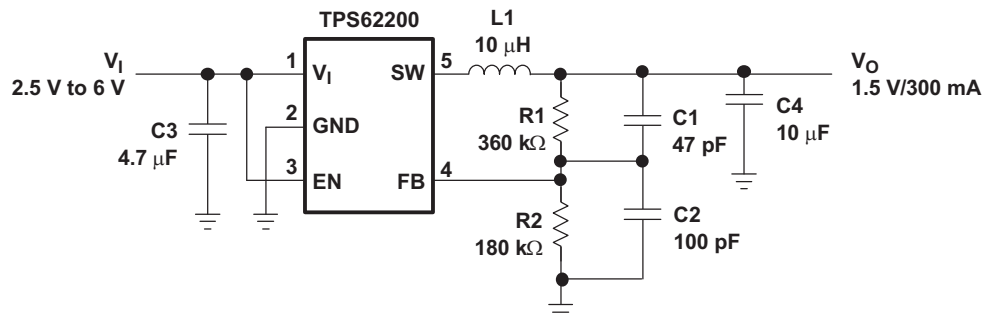 TPS62200
L1
10 μH
V_I
2.5 V to 6 V
1
V_I
SW
5
V_O
1.5 V/300 mA
C3
4.7 μF
2
GND
R1
360 kΩ
C1
47 pF
C4
10 μF
3
EN
FB
4
R2
180 kΩ
C2
100 pF